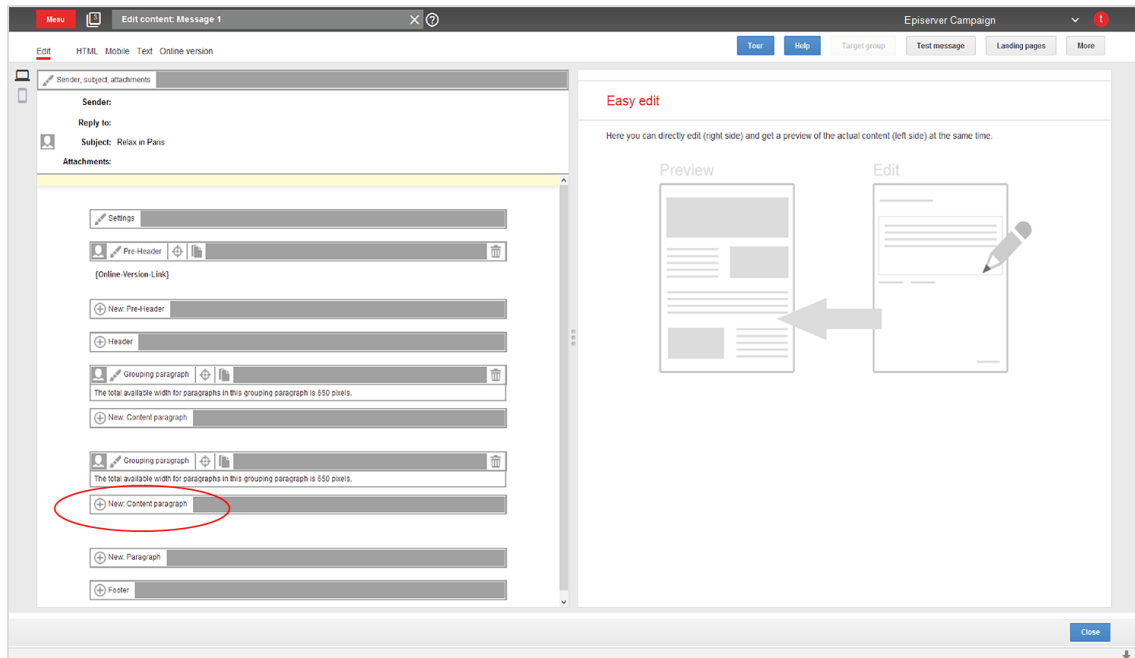 Menu 3 Edit content: Message 1 Episerver Campaign t
Edit HTML Mobile Text Online version Tour Help Target group Test message Landing pages More
Sender, subject, attachments
Sender:
Reply to:
Subject: Relax in Paris
Attachments:
Settings
Pre-Header
{Online-Version-Link}
New: Pre-Header
Header
Grouping paragraph
The total available width for paragraphs in this grouping paragraph is 650 pixels.
New: Content paragraph
Grouping paragraph
The total available width for paragraphs in this grouping paragraph is 650 pixels.
New: Content paragraph
New: Paragraph
Footer
Easy edit
Here you can directly edit (right side) and get a preview of the actual content (left side) at the same time.
Preview Edit
Close